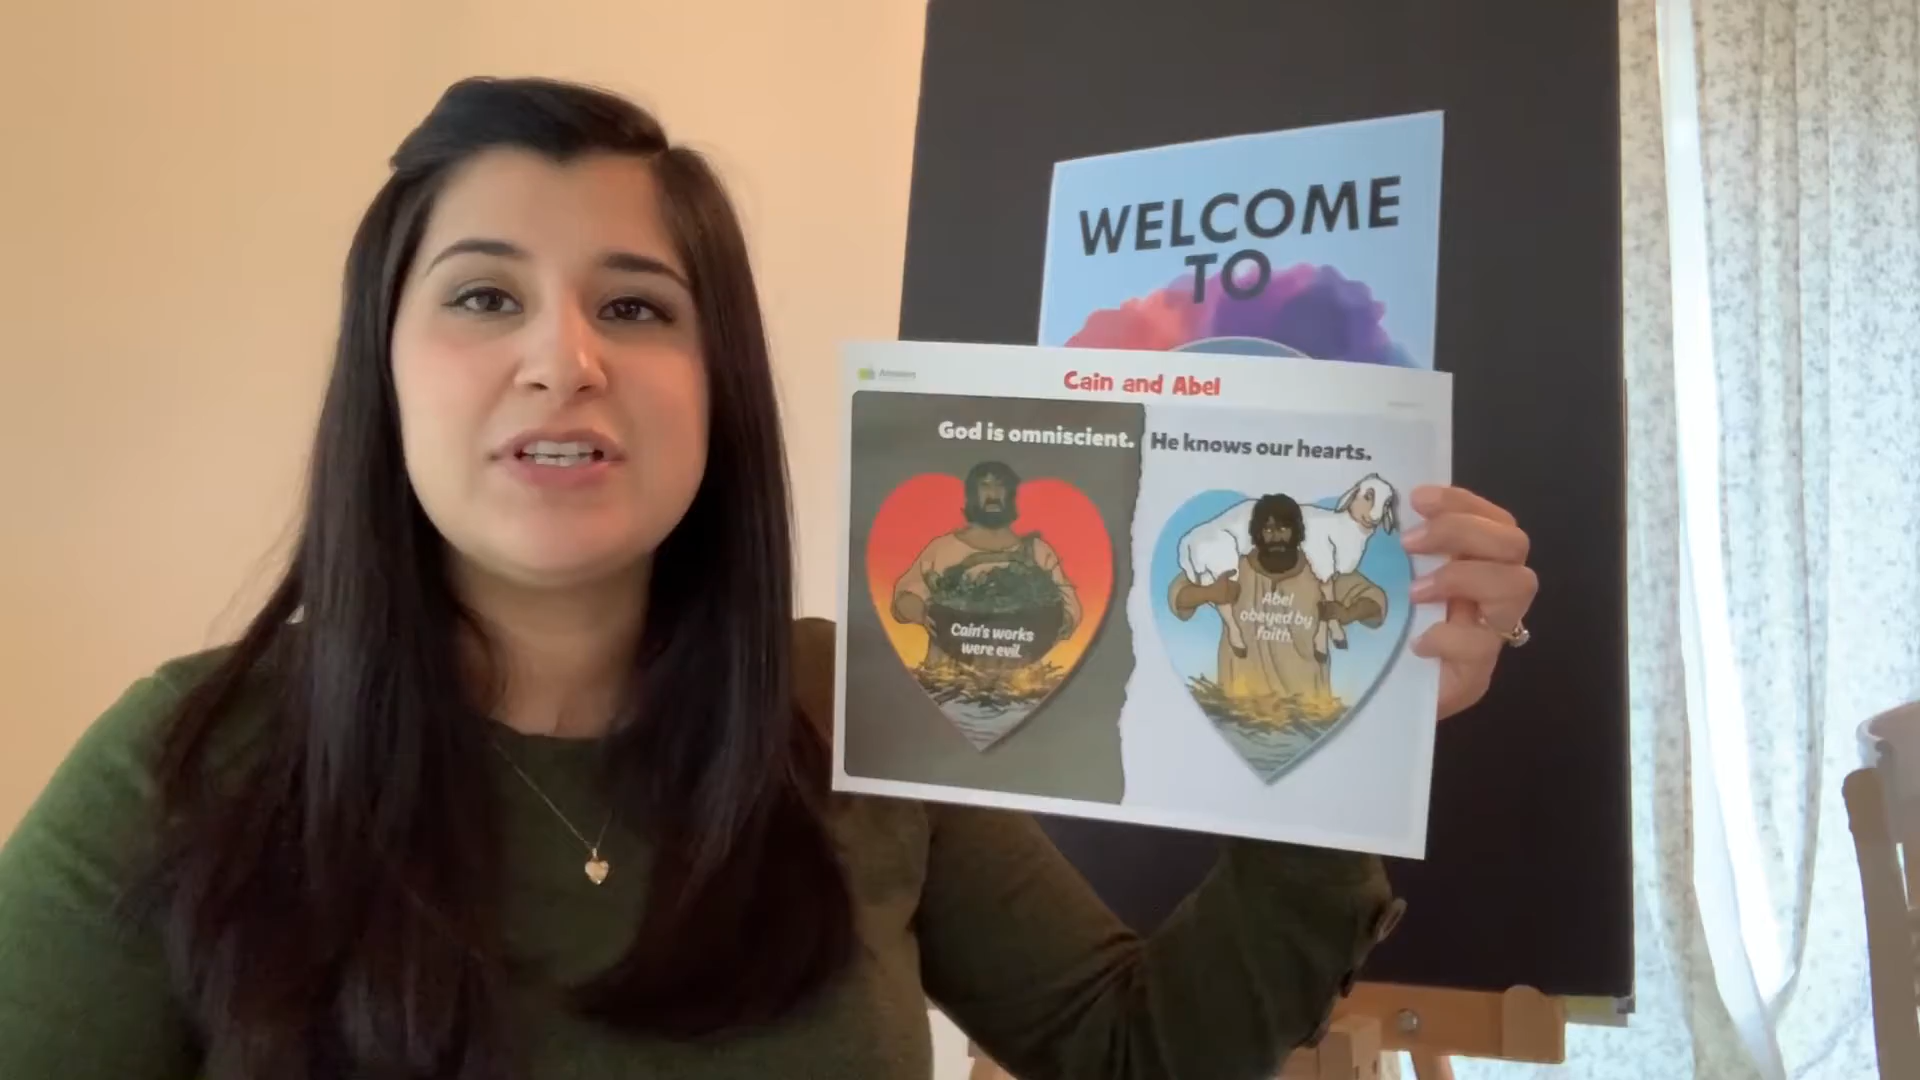 WELCOME
TO
Answers
Cain and Abel
God is omniscient. He knows our hearts.
Cain's works
were evil.
Abel
obeyed by
faith.